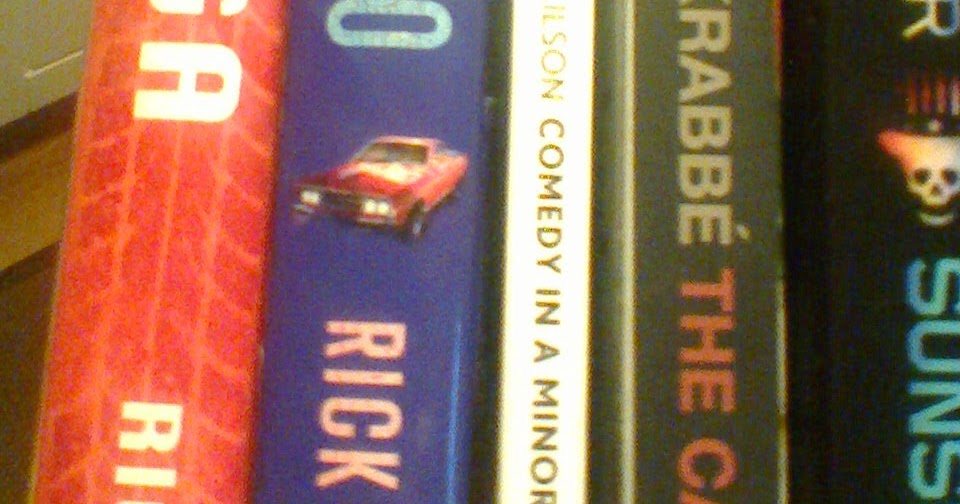 GA
RI
O
RICK
ILSON COMEDY IN A MINOR
KRABBÉ THE CA
R
SUNS